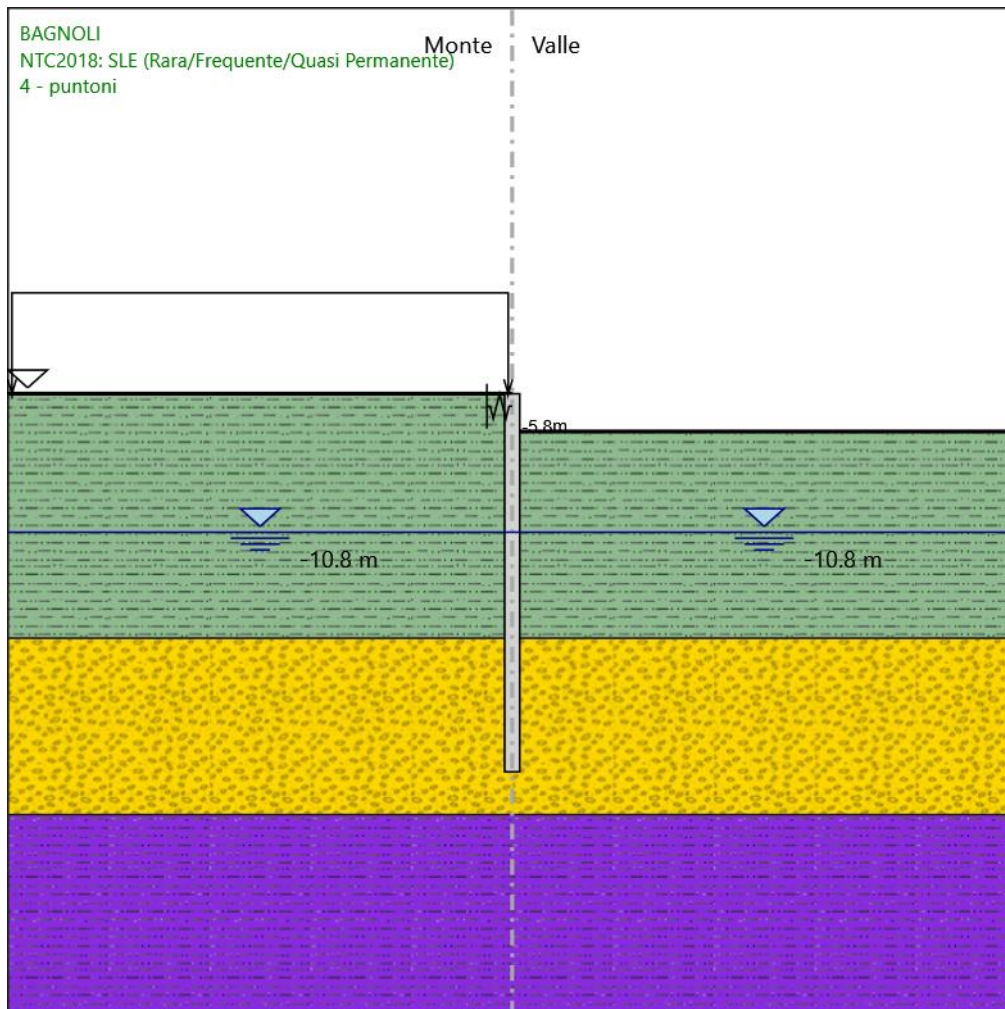 BAGNOLI
NTC2018: SLE (Rara/Frequente/Quasi Permanente)
4 - puntoni
Monte
Valle
-5.8m
-10.8 m
-10.8 m